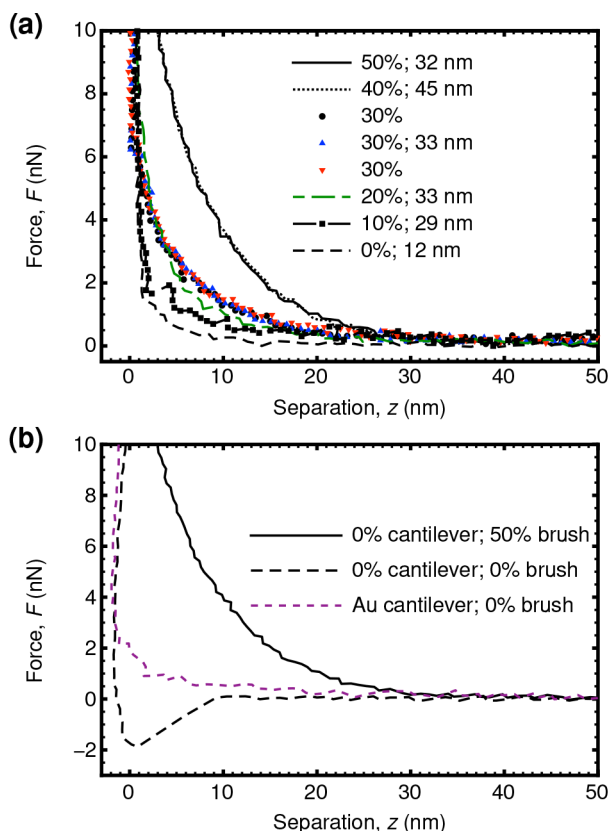 (a)
10
8
6
4
2
0
Force, F (nN)
50%; 32 nm
40%; 45 nm
30%
30%; 33 nm
30%
20%; 33 nm
10%; 29 nm
0%; 12 nm
0 10 20 30 40 50
Separation, z (nm)
(b)
10
8
6
4
2
0
−2
Force, F (nN)
0% cantilever; 50% brush
0% cantilever; 0% brush
Au cantilever; 0% brush
0 10 20 30 40 50
Separation, z (nm)